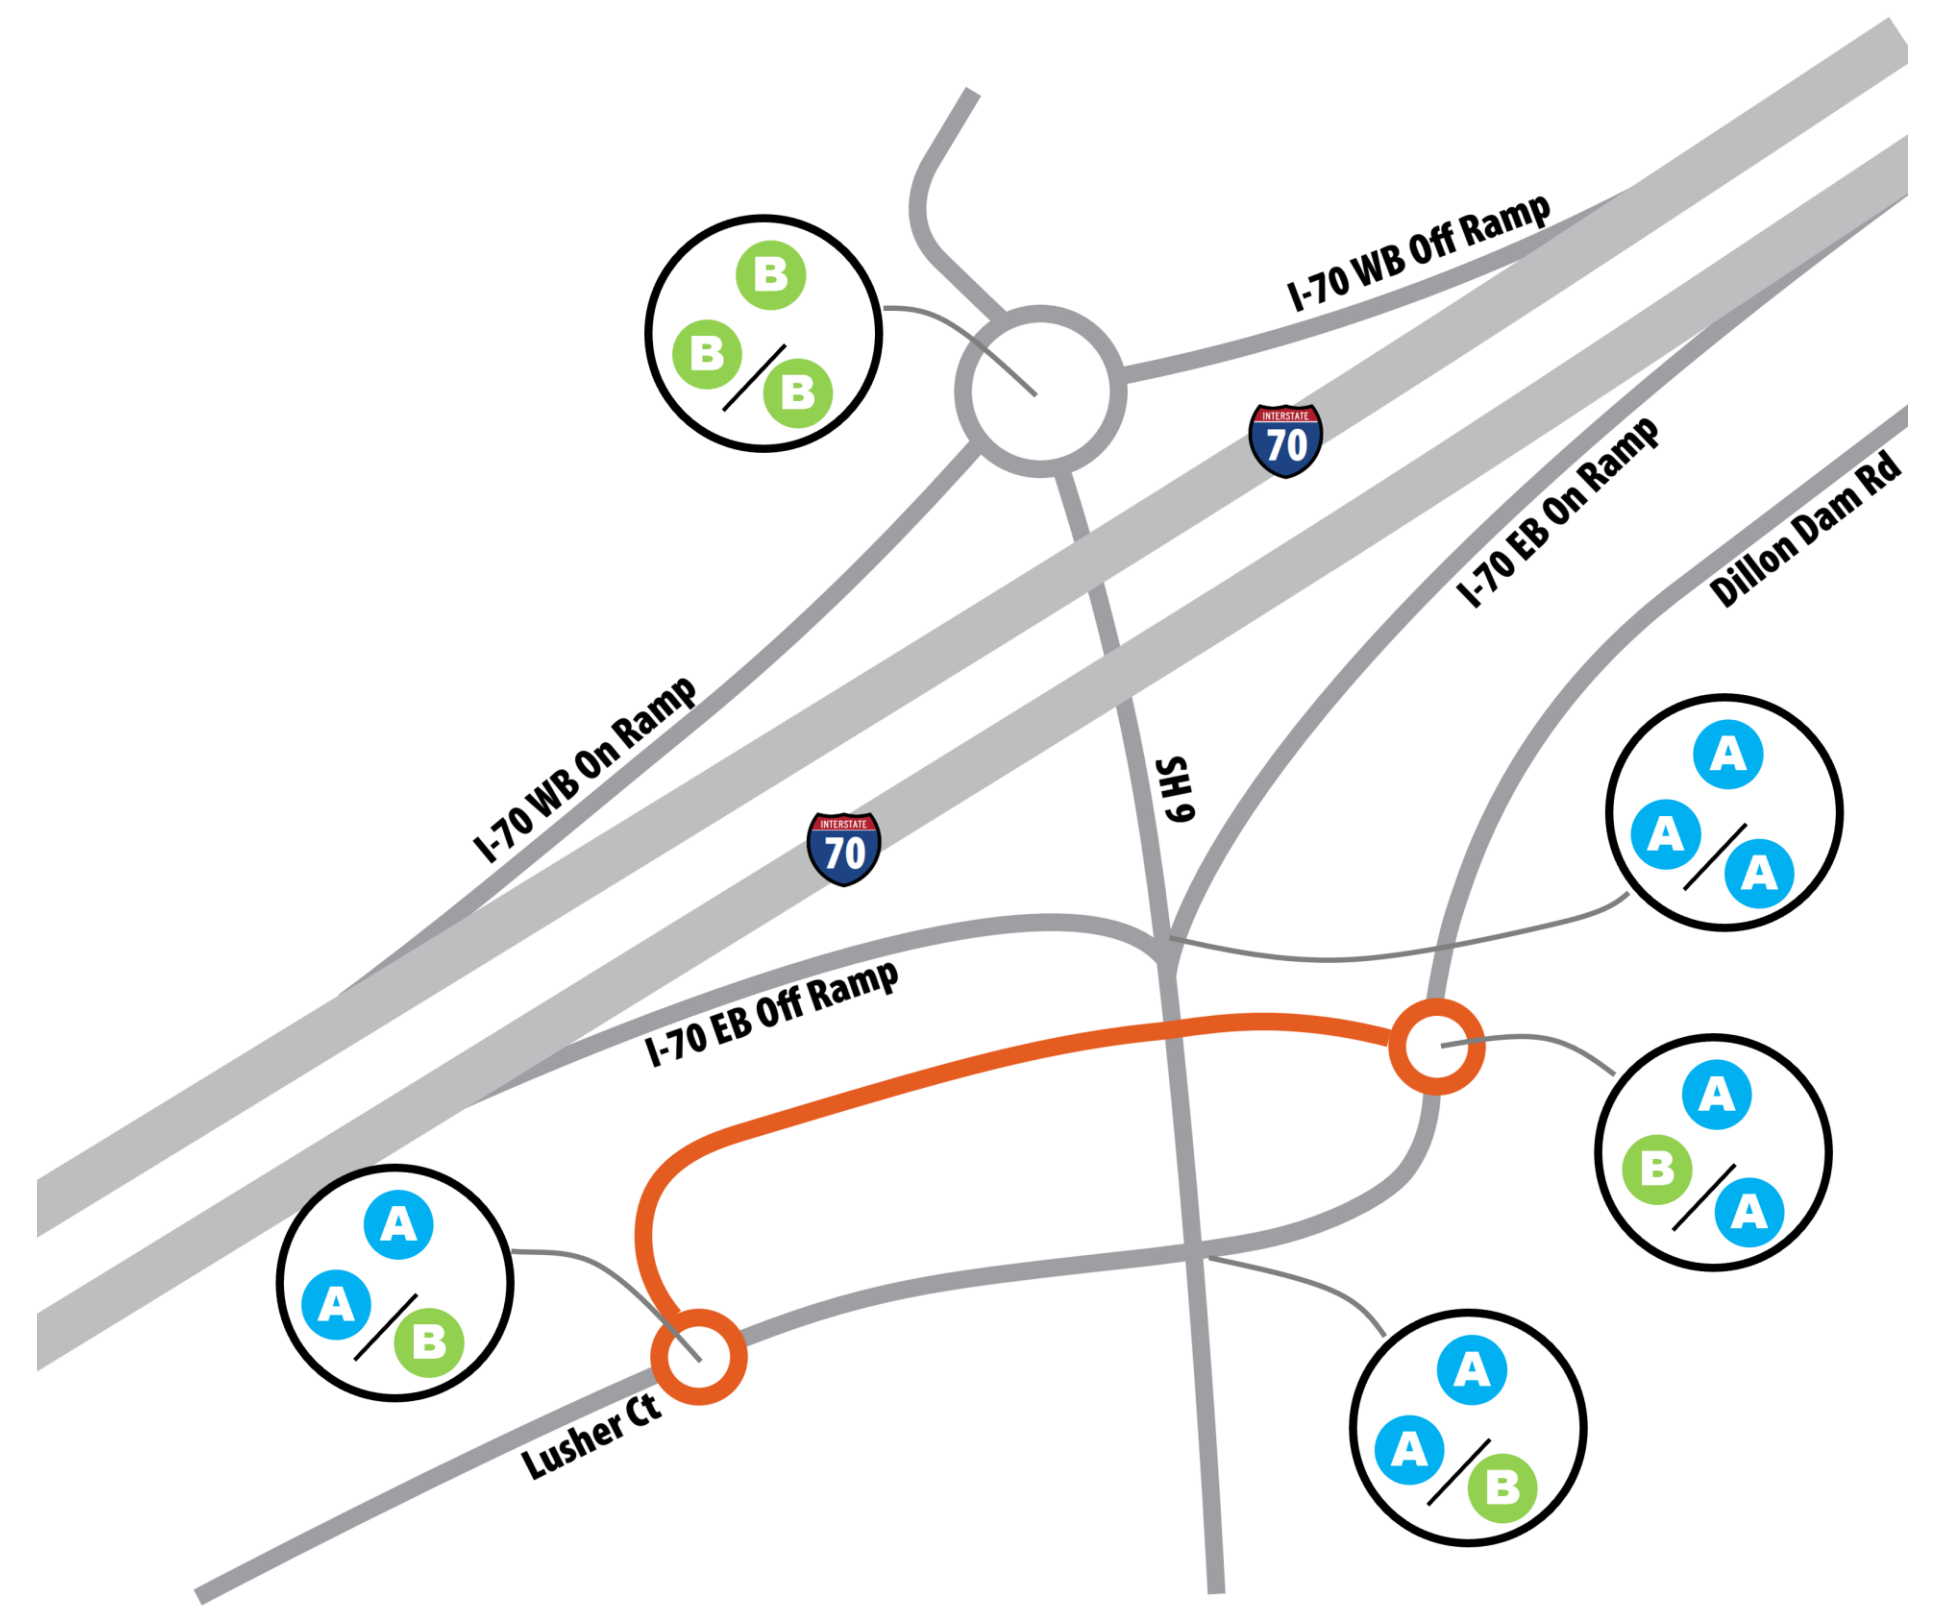 I-70 WB Off Ramp
B
B
B
INTERSTATE
70
I-70 EB On Ramp
Dillon Dam Rd
I-70 WB On Ramp
SH 9
A
A
A
INTERSTATE
70
I-70 EB Off Ramp
A
B
A
A
A
B
Lusher Ct
A
A
B